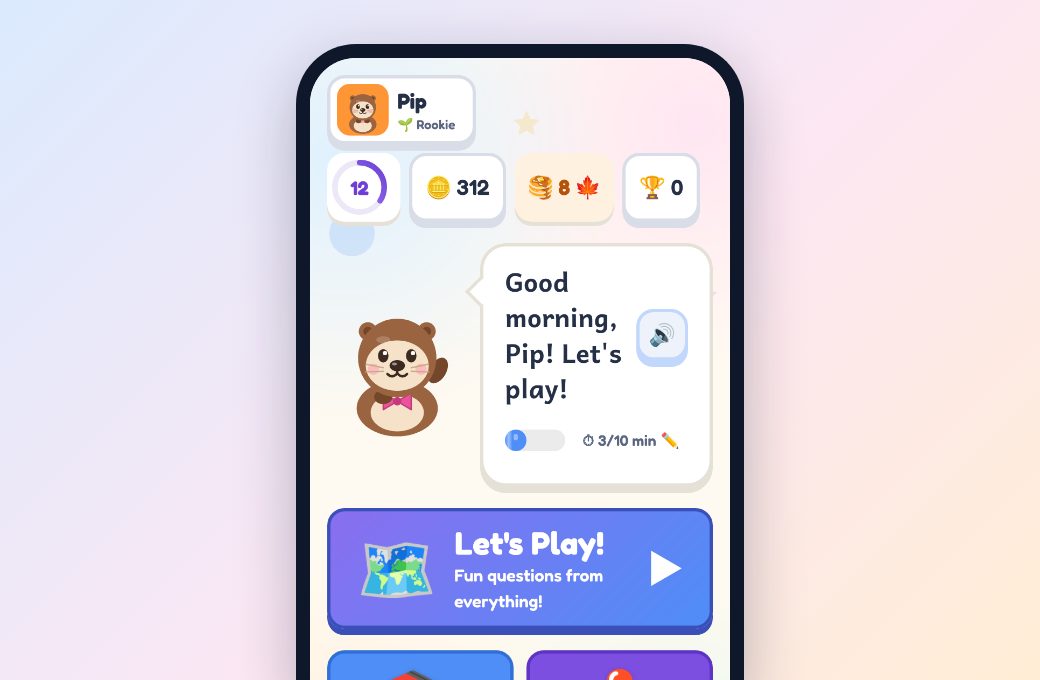 Pip
🌱 Rookie
12
312
8
0
Good
morning,
Pip! Let's
play!
3/10 min
Let's Play!
Fun questions from
everything!